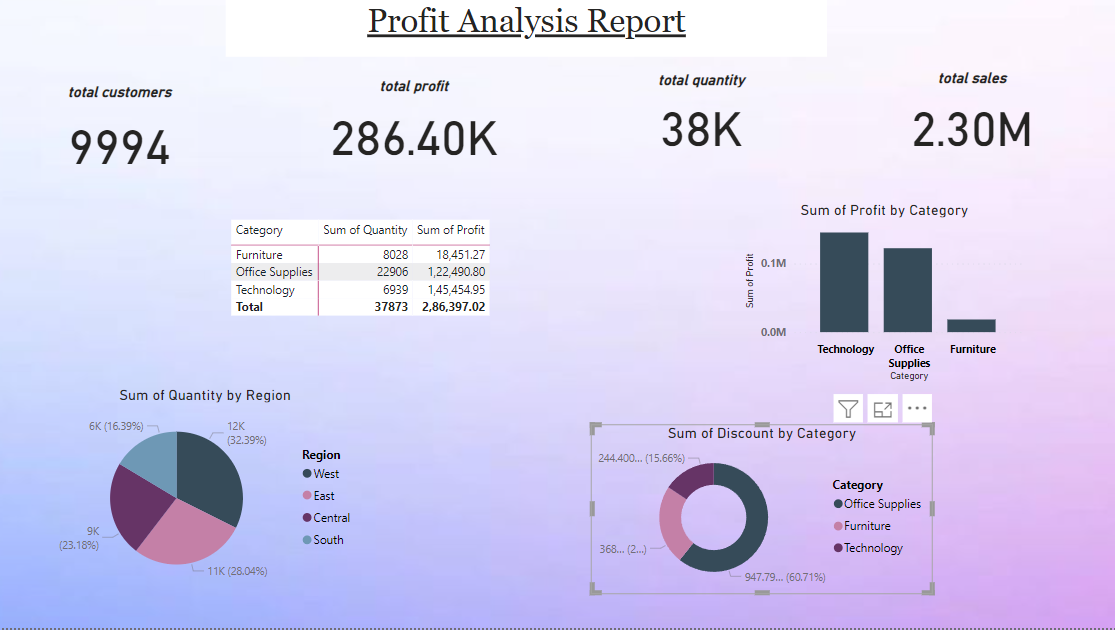 Profit Analysis Report
total customers
total profit
total quantity
total sales
9994
286.40K
38K
2.30M
Category Sum of Quantity Sum of Profit
Furniture 8028 18,451.27
Office Supplies 22906 1,22,490.80
Technology 6939 1,45,454.95
Total 37873 2,86,397.02
Sum of Profit by Category
Sum of Profit
0.1M
0.0M
Technology
Office
Supplies
Furniture
Category
Sum of Quantity by Region
6K (16.39%)
12K
(32.39%)
9K
(23.18%)
11K (28.04%)
Region
West
East
Central
South
Sum of Discount by Category
244.400... (15.66%)
368... (2...)
947.79... (60.71%)
Category
Office Supplies
Furniture
Technology